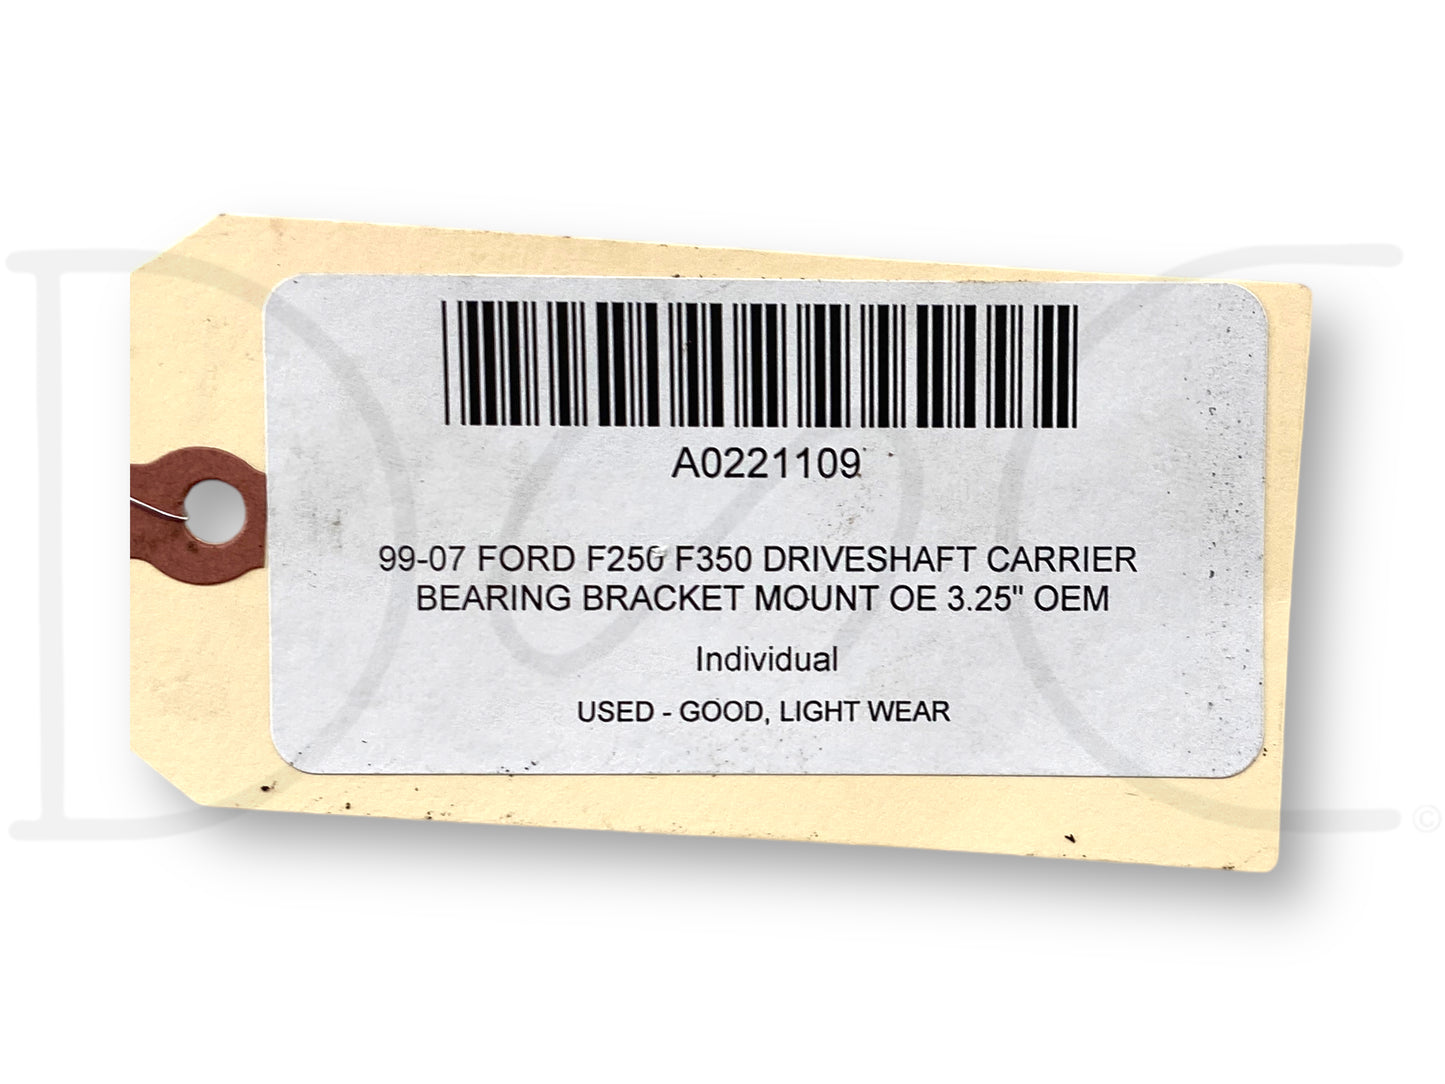 A0221109
99-07 FORD F250 F350 DRIVESHAFT CARRIER
BEARING BRACKET MOUNT OE 3.25" OEM
Individual
USED - GOOD, LIGHT WEAR
©